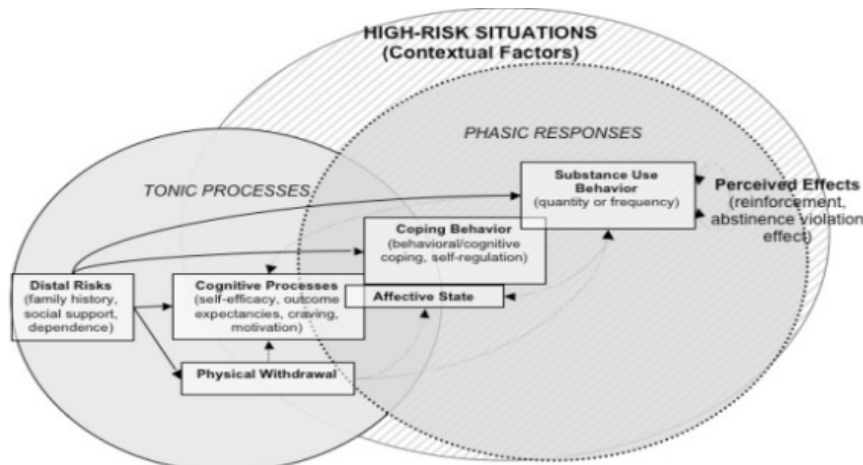 HIGH-RISK SITUATIONS
(Contextual Factors)
PHASIC RESPONSES
TONIC PROCESSES
Substance Use
Behavior
(quantity or frequency)
Perceived Effects
(reinforcement,
abstinence violation
effect)
Coping Behavior
(behavioral/cognitive
coping, self-regulation)
Distal Risks
(family history,
social support,
dependence)
Cognitive Processes
(self-efficacy, outcome
expectancies, craving,
motivation)
Affective State
Physical Withdrawal